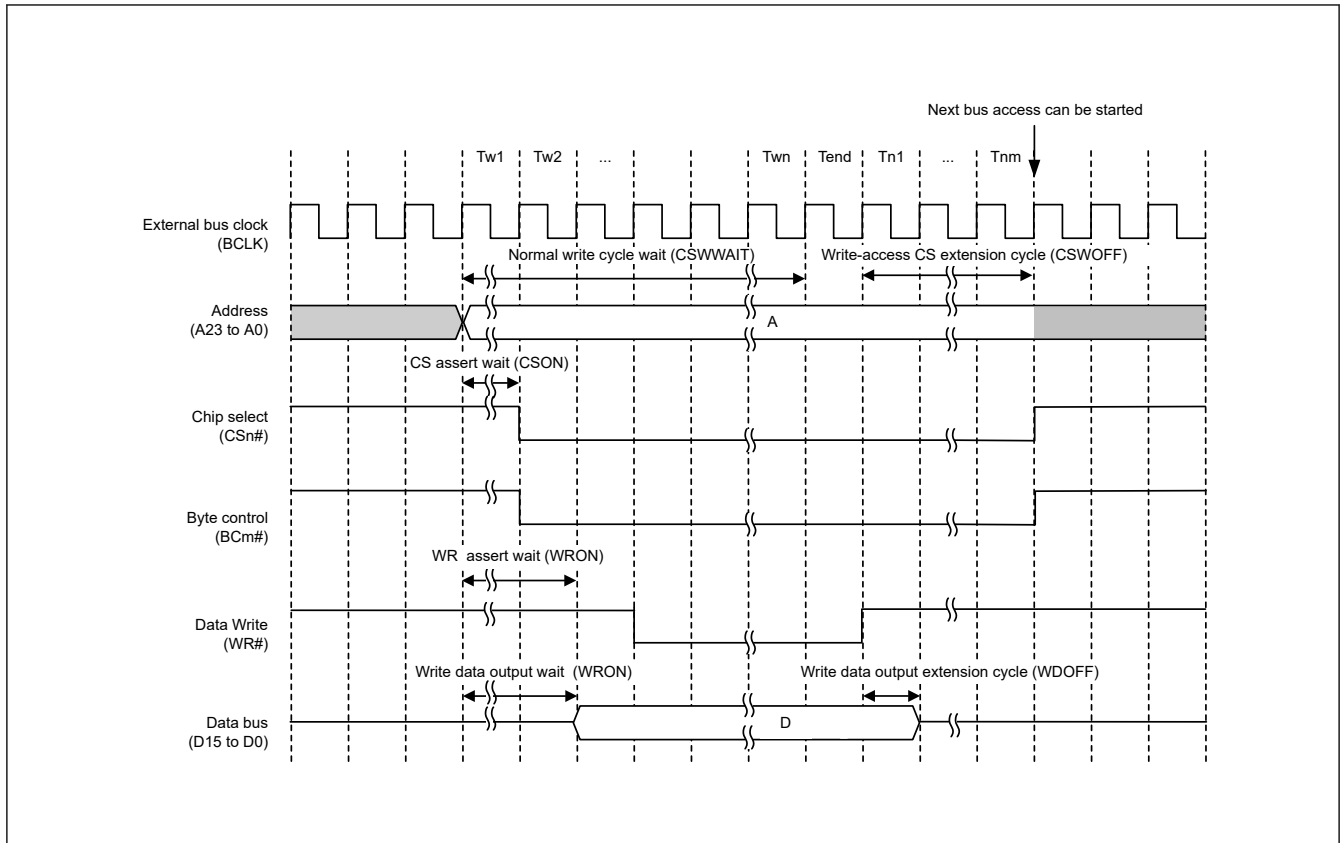 Next bus access can be started
Tw1 Tw2 ... Twn Tend Tn1 ... Tnm
External bus clock
(BCLK)
Normal write cycle wait (CSWWAIT) Write-access CS extension cycle (CSWOFF)
Address
(A23 to A0)
A
CS assert wait (CSON)
Chip select
(CSn#)
Byte control
(BCm#)
WR assert wait (WRON)
Data Write
(WR#)
Write data output wait (WRON) Write data output extension cycle (WDOFF)
Data bus
(D15 to D0)
D